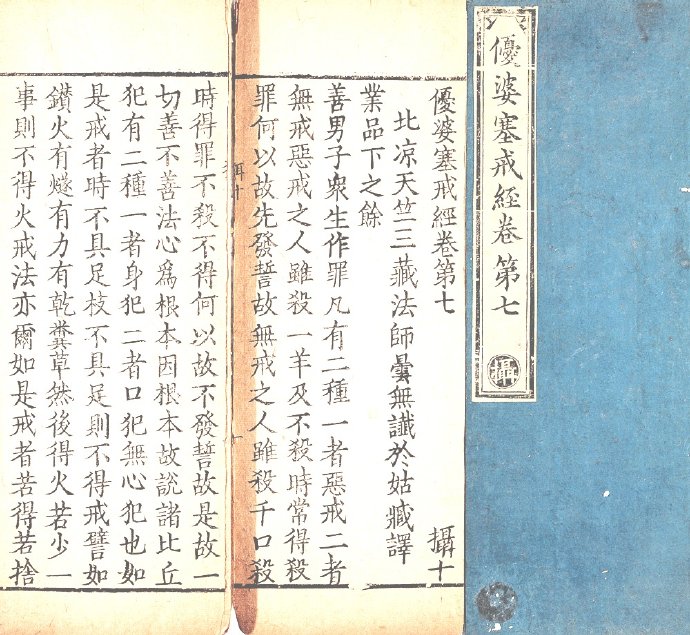 優婆塞戒経卷第七
攝
優婆塞戒經卷第七 攝十
北涼天竺三藏法師曇無讖於姑臧譯
業品下之餘
善男子衆生作罪凡有二種一者惡戒二者
無戒惡戒之人雖殺一羊及不殺時常得殺
罪何以故先發誓故無戒之人雖殺千口殺
時得罪不殺不得何以故不發誓故是故一
切善不善法心爲根本因根本故說諸比丘
犯有二種一者身犯二者口犯無心犯也如
是戒者時不具足枝不具足則不得戒譬如
鑚火有燧有力有乾糞草然後得火若少一
事則不得火戒法亦爾如是戒者若得若捨